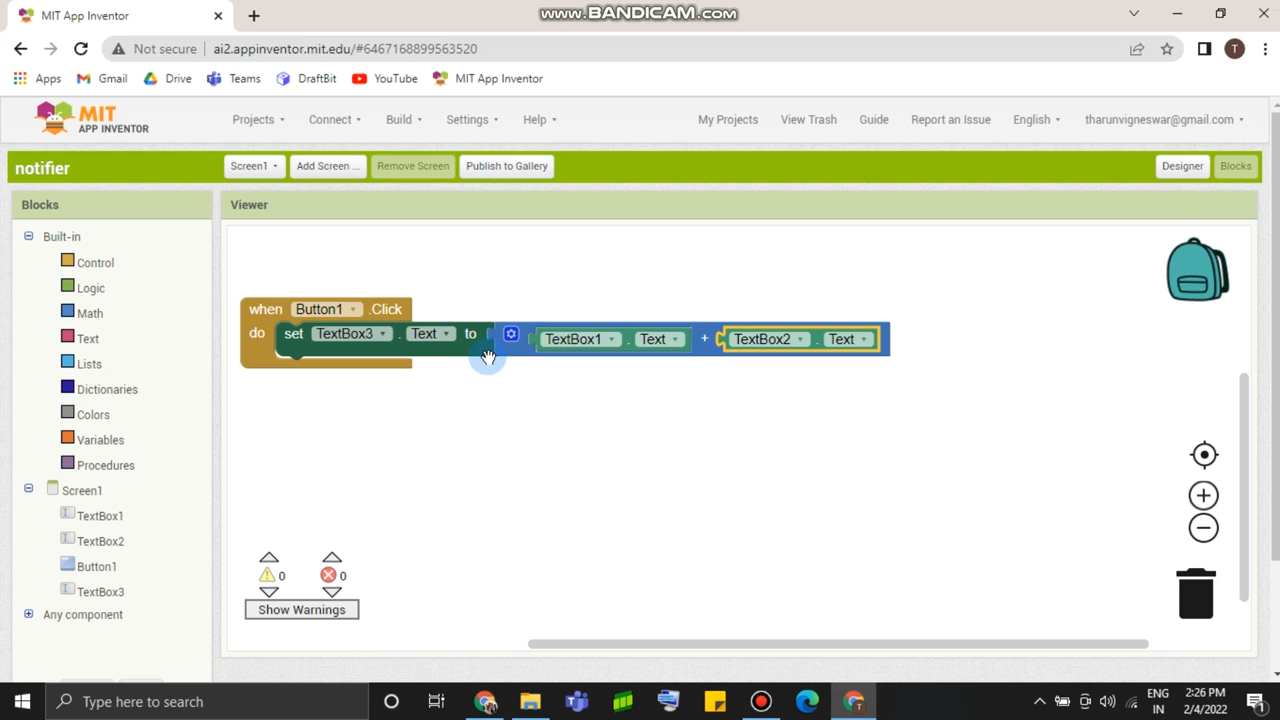 MIT App Inventor
www.BANDICAM.com
Not secure
ai2.appinventor.mit.edu/#6467168899563520
T
Apps
Gmail
Drive
Teams
DraftBit
YouTube
MIT App Inventor
MIT
APP INVENTOR
Projects
Connect
Build
Settings
Help
My Projects
View Trash
Guide
Report an Issue
English
tharunvigneswar@gmail.com
notifier
Screen1
Add Screen ...
Remove Screen
Publish to Gallery
Designer
Blocks
Blocks
Viewer
Built-in
Control
Logic
Math
Text
Lists
Dictionaries
Colors
Variables
Procedures
Screen1
TextBox1
TextBox2
Button1
TextBox3
Any component
when Button1 .Click
do set TextBox3 . Text to TextBox1 . Text + TextBox2 . Text
0 0
Show Warnings
Type here to search
ENG
IN
2:26 PM
2/4/2022
1